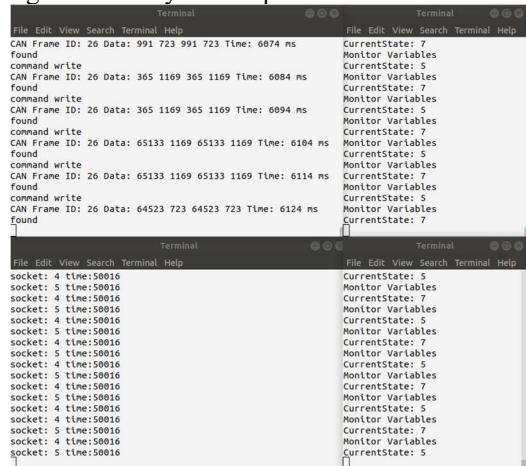 Terminal
File Edit View Search Terminal Help
CAN Frame ID: 26 Data: 991 723 991 723 Time: 6074 ms
found
command write
CAN Frame ID: 26 Data: 365 1169 365 1169 Time: 6084 ms
found
command write
CAN Frame ID: 26 Data: 365 1169 365 1169 Time: 6094 ms
found
command write
CAN Frame ID: 26 Data: 65133 1169 65133 1169 Time: 6104 ms
found
command write
CAN Frame ID: 26 Data: 65133 1169 65133 1169 Time: 6114 ms
found
command write
CAN Frame ID: 26 Data: 64523 723 64523 723 Time: 6124 ms
found
Terminal
File Edit View Search Terminal Help
CurrentState: 7
Monitor Variables
CurrentState: 5
Monitor Variables
CurrentState: 7
Monitor Variables
CurrentState: 5
Monitor Variables
CurrentState: 7
Monitor Variables
CurrentState: 5
Monitor Variables
CurrentState: 7
Monitor Variables
CurrentState: 5
Monitor Variables
CurrentState: 7
Terminal
File Edit View Search Terminal Help
socket: 4 time:50016
socket: 5 time:50016
socket: 4 time:50016
socket: 5 time:50016
socket: 4 time:50016
socket: 5 time:50016
socket: 4 time:50016
socket: 5 time:50016
socket: 4 time:50016
socket: 5 time:50016
socket: 4 time:50016
socket: 5 time:50016
socket: 4 time:50016
socket: 4 time:50016
socket: 5 time:50016
socket: 4 time:50016
socket: 5 time:50016
Terminal
File Edit View Search Terminal Help
CurrentState: 5
Monitor Variables
CurrentState: 7
Monitor Variables
CurrentState: 5
Monitor Variables
CurrentState: 7
Monitor Variables
CurrentState: 5
Monitor Variables
CurrentState: 7
Monitor Variables
CurrentState: 5
Monitor Variables
CurrentState: 7
Monitor Variables
CurrentState: 5